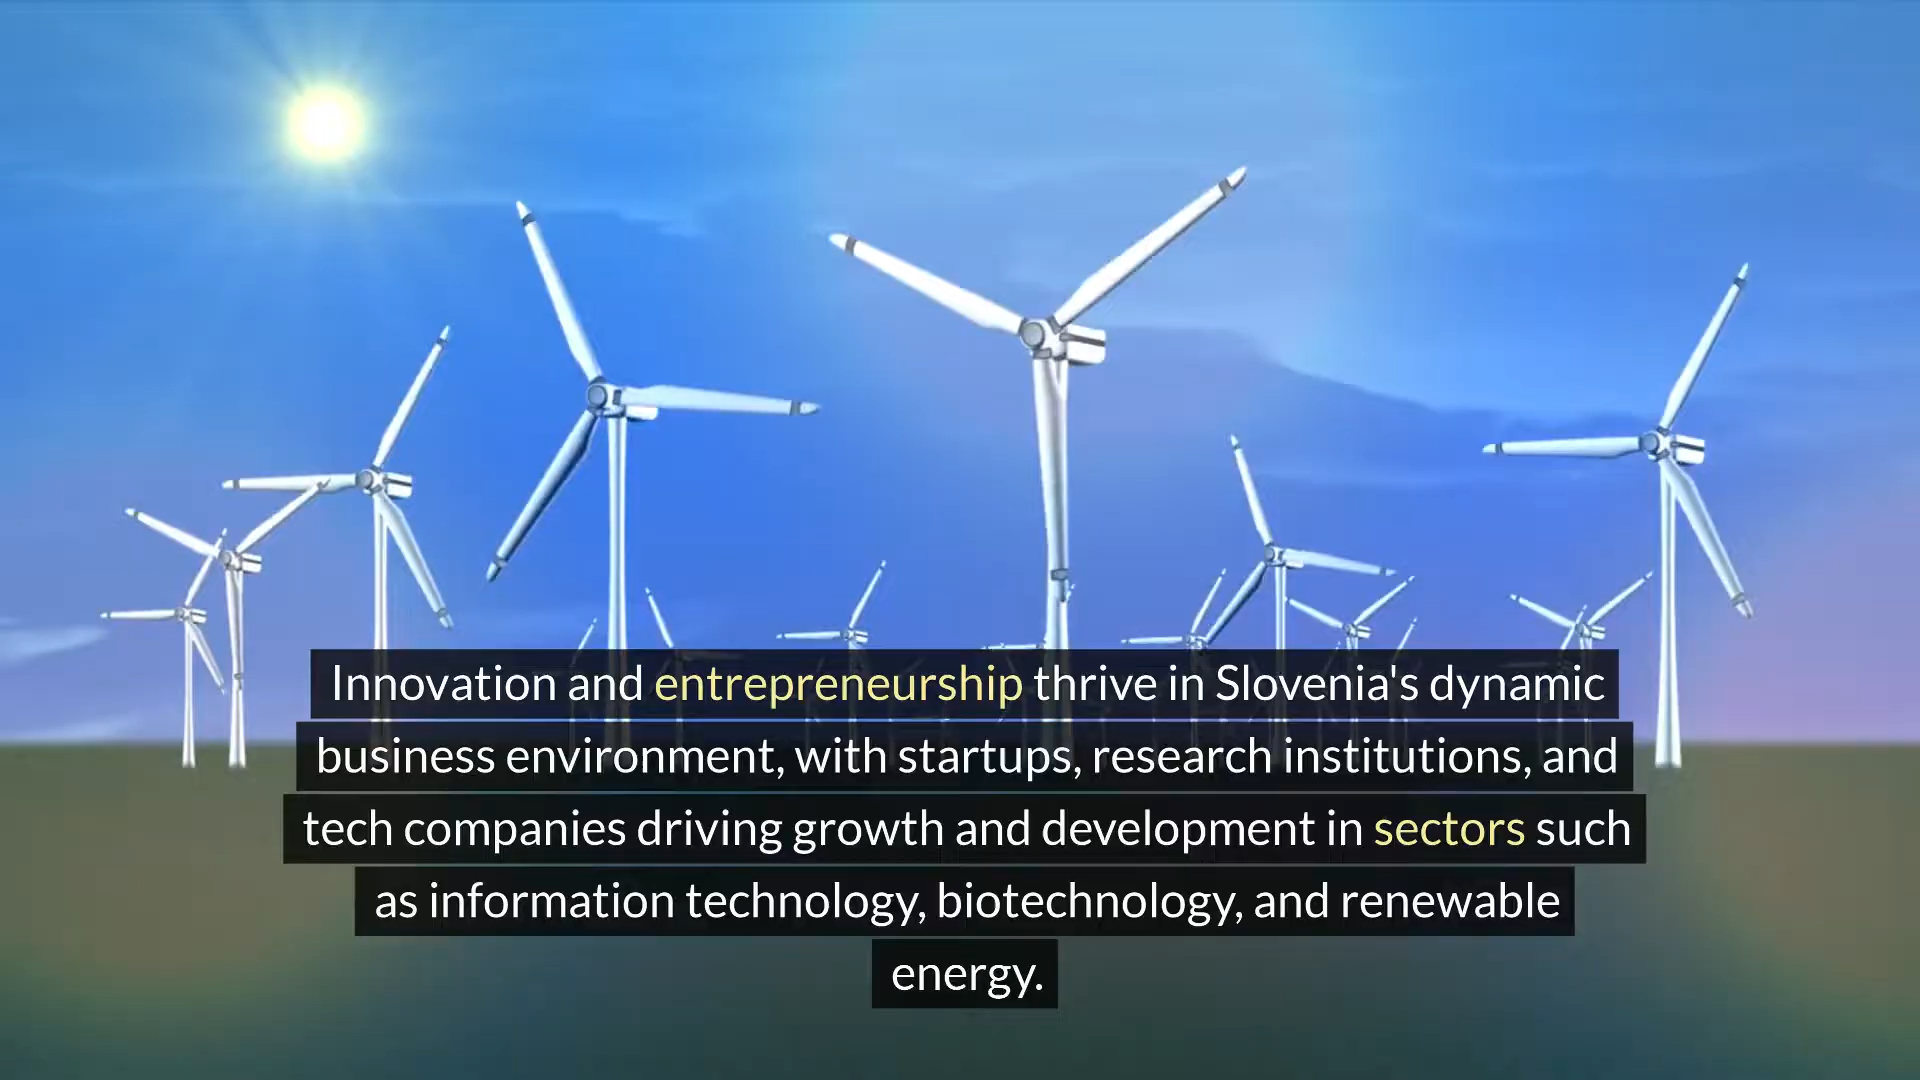 Innovation and entrepreneurship thrive in Slovenia's dynamic
business environment, with startups, research institutions, and
tech companies driving growth and development in sectors such
as information technology, biotechnology, and renewable
energy.